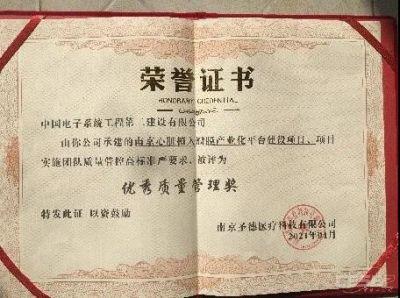 荣誉证书
HONORARY CREDENTIAL
中国电子系统工程第二建设有限公司
由你公司承建的南京心脏植入器械产业化平台建设项目、项目
实施团队质量管控高标准严要求、被评为
优秀质量管理奖
特发此证 以资鼓励
南京圣德医疗科技有限公司
2021年04月